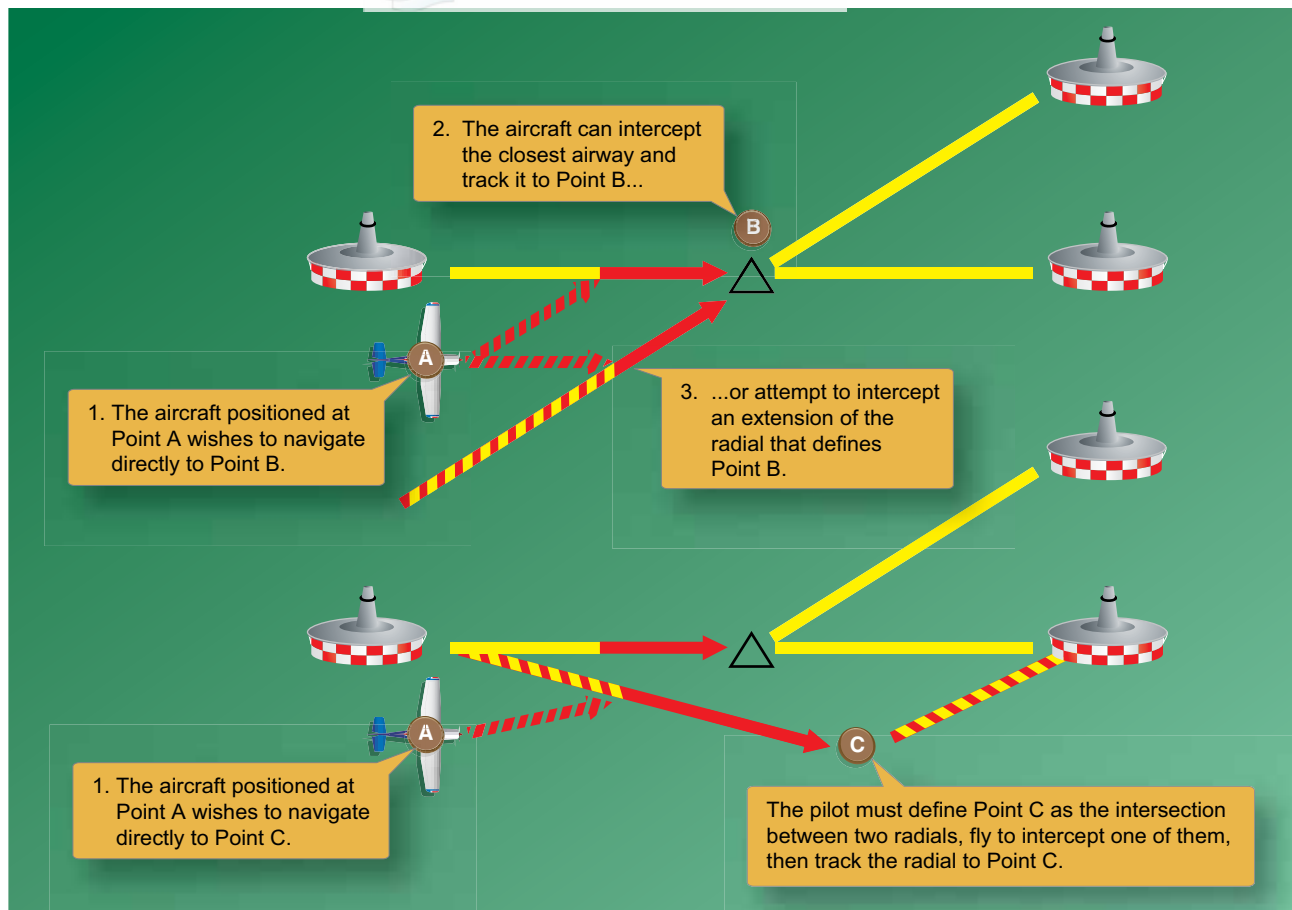 2. The aircraft can intercept
the closest airway and
track it to Point B...
B
A
1. The aircraft positioned at
Point A wishes to navigate
directly to Point B.
3. ...or attempt to intercept
an extension of the
radial that defines
Point B.
A
1. The aircraft positioned at
Point A wishes to navigate
directly to Point C.
C
The pilot must define Point C as the intersection
between two radials, fly to intercept one of them,
then track the radial to Point C.